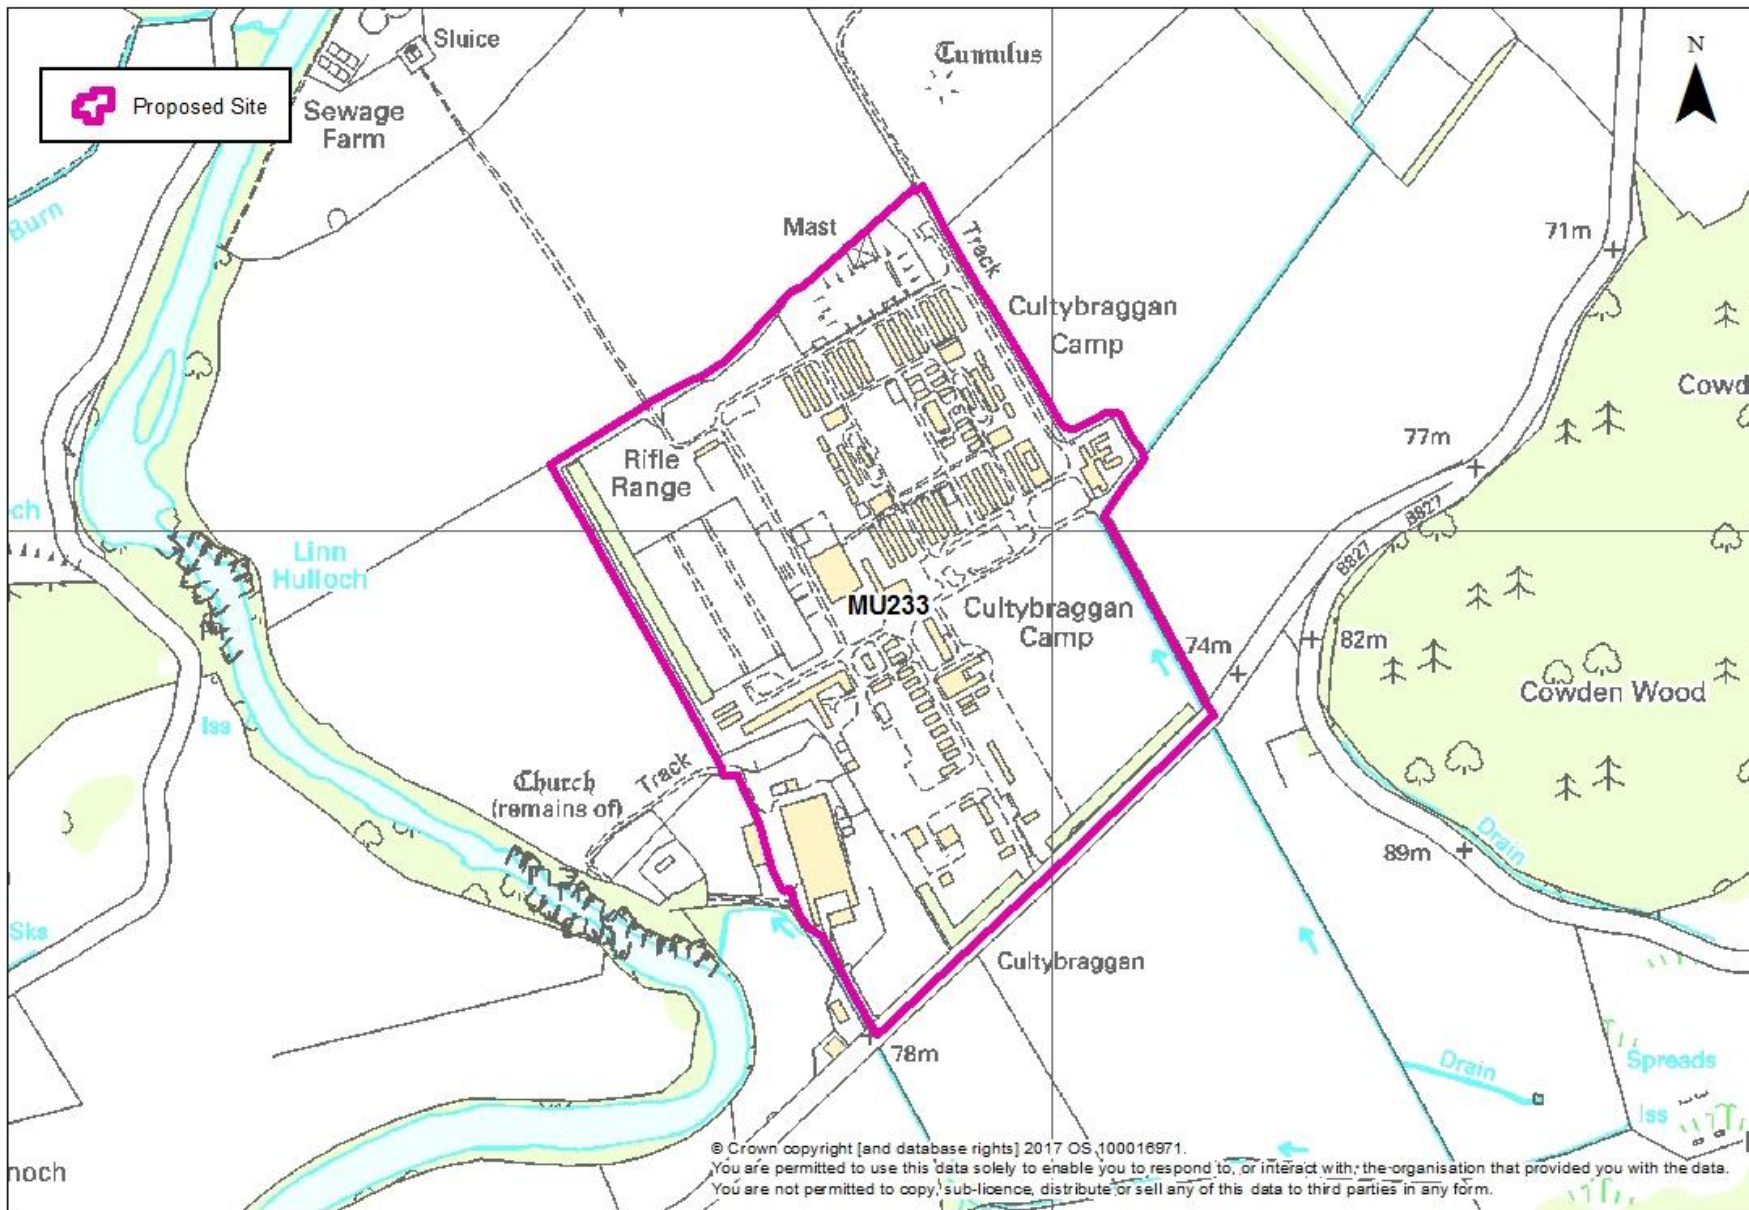 Sluice
Tumulus
N
Proposed Site
Sewage
Farm
Burn
Mast
Track
71m
Cultybraggan
Camp
Cowd
77m
Rifle
Range
B827
ch
Linn
Hulloch
B827
MU233
Cultybraggan
Camp
74m
82m
Cowden Wood
Iss
Church
(remains of)
Track
Drain
89m
Sks
Cultybraggan
78m
Drain
Spreads
Iss
noch
© Crown copyright [and database rights] 2017 OS 100016971.
You are permitted to use this data solely to enable you to respond to, or interact with, the organisation that provided you with the data.
You are not permitted to copy, sub-licence, distribute or sell any of this data to third parties in any form.